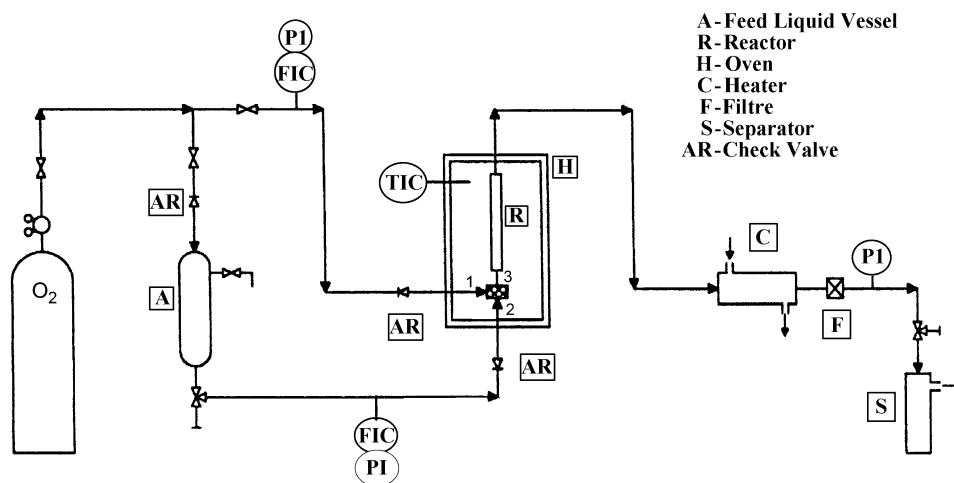 A-Feed Liquid Vessel
R-Reactor
H-Oven
C-Heater
F-Filtre
S-Separator
AR-Check Valve
P1
FIC
TIC
H
AR
R
C
P1
O2
A
1
3
2
AR
F
AR
S
FIC
PI